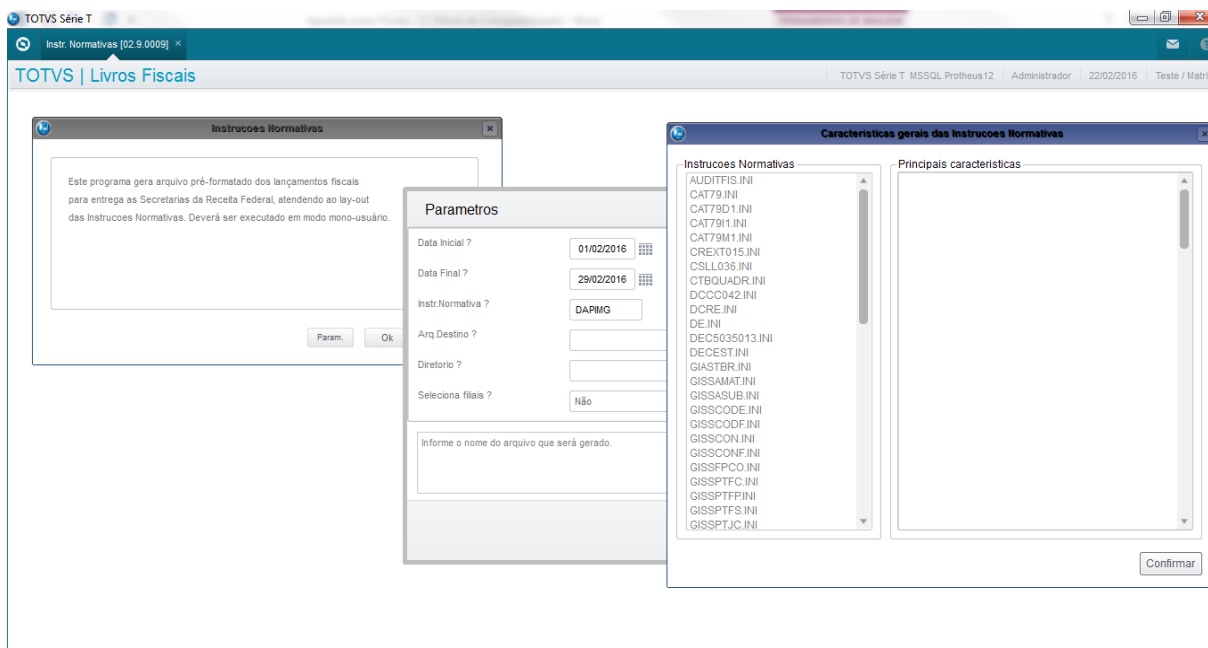 TOTVS Série T
Instr. Normativas [02.9.0009] ×
TOTVS | Livros Fiscais
TOTVS Série T MSSQL Protheus12 Administrador 22/02/2016 Teste / Matri
Instrucoes Normativas
Este programa gera arquivo pré-formatado dos lançamentos fiscais
para entrega as Secretarias da Receita Federal, atendendo ao lay-out
das Instrucoes Normativas. Deverá ser executado em modo mono-usuário.
Param. Ok
Parametros
Data Inicial ? 01/02/2016
Data Final ? 29/02/2016
Instr.Normativa ? DAPIMG
Arq.Destino ?
Diretorio ?
Seleciona filiais ? Não
Informe o nome do arquivo que será gerado.
Caracteristicas gerais das Instrucoes Normativas
Instrucoes Normativas
AUDITFIS.INI
CAT79.INI
CAT79D1.INI
CAT79I1.INI
CAT79M1.INI
CREXT015.INI
CSLL036.INI
CTBQUADR.INI
DCCC042.INI
DCRE.INI
DE.INI
DEC5035013.INI
DECEST.INI
GIASTBR.INI
GISSAMAT.INI
GISSASUB.INI
GISSCODE.INI
GISSCODF.INI
GISSCON.INI
GISSCONF.INI
GISSFPCO.INI
GISSPTFC.INI
GISSPTFP.INI
GISSPTFS.INI
GISSPTJC.INI
Principais caracteristicas
Confirmar